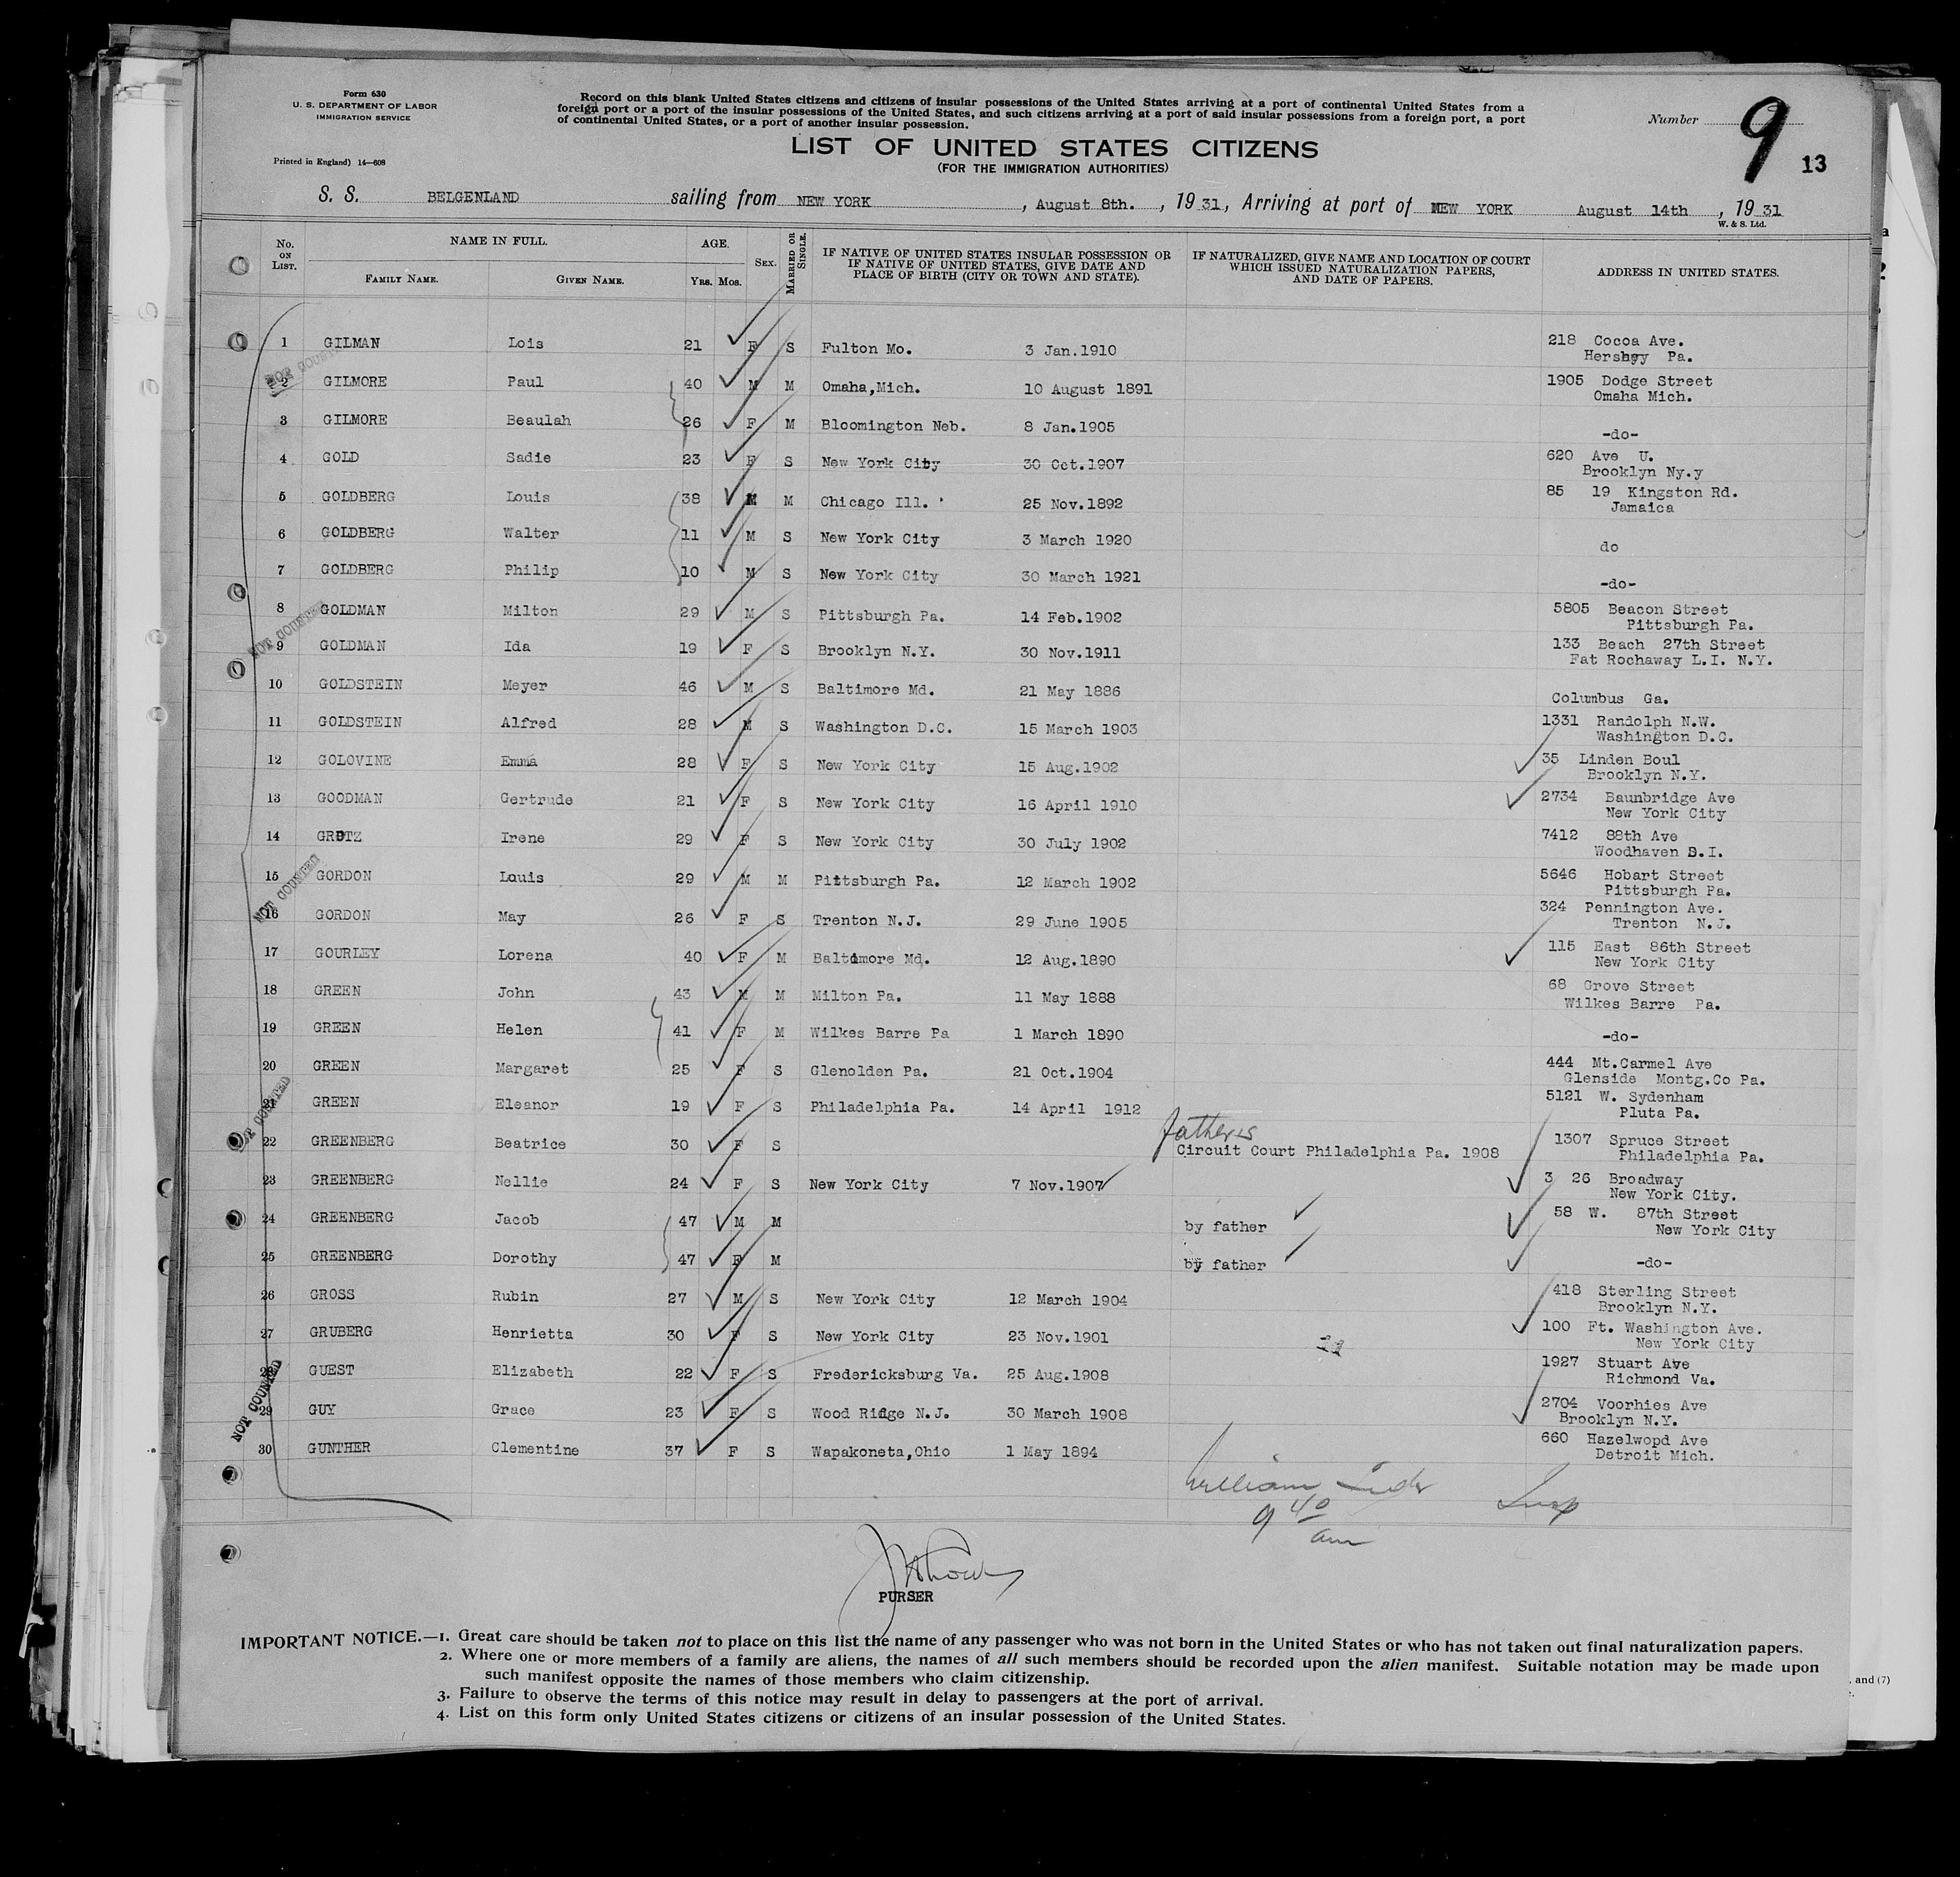 Form 630
U. S. DEPARTMENT OF LABOR
IMMIGRATION SERVICE
Printed in England) 14—608
Record on this blank United States citizens and citizens of insular possessions of the United States arriving at a port of continental United States from a
foreign port or a port of the insular possessions of the United States, and such citizens arriving at a port of said insular possessions from a foreign port, a port
of continental United States, or a port of another insular possession.
Number 9
13
LIST OF UNITED STATES CITIZENS
(FOR THE IMMIGRATION AUTHORITIES)
S. S. BELGENLAND sailing from NEW YORK , August 8th. , 19 31 , Arriving at port of NEW YORK August 14th , 19 31
W. & S. Ltd.
No. ON LIST. NAME IN FULL. FAMILY NAME. GIVEN NAME. AGE. Yrs. Mos. SEX. MARRIED OR SINGLE. IF NATIVE OF UNITED STATES INSULAR POSSESSION OR IF NATIVE OF UNITED STATES, GIVE DATE AND PLACE OF BIRTH (CITY OR TOWN AND STATE). IF NATURALIZED, GIVE NAME AND LOCATION OF COURT WHICH ISSUED NATURALIZATION PAPERS, AND DATE OF PAPERS. ADDRESS IN UNITED STATES.
1 GILMAN Lois 21 F S Fulton Mo. 3 Jan.1910 218 Cocoa Ave.
Hershey Pa.
NOT COUNTED
2 GILMORE Paul 40 M M Omaha,Mich. 10 August 1891 1905 Dodge Street
Omaha Mich.
3 GILMORE Beaulah 26 F M Bloomington Neb. 8 Jan.1905 -do-
4 GOLD Sadie 23 F S New York City 30 Oct.1907 620 Ave U.
Brooklyn Ny.y
5 GOLDBERG Louis 38 M M Chicago Ill. 25 Nov.1892 85 19 Kingston Rd.
Jamaica
6 GOLDBERG Walter 11 M S New York City 3 March 1920 do
7 GOLDBERG Philip 10 M S New York City 30 March 1921 -do-
8 GOLDMAN Milton 29 M S Pittsburgh Pa. 14 Feb.1902 5805 Beacon Street
Pittsburgh Pa.
NOT COUNTED
9 GOLDMAN Ida 19 F S Brooklyn N.Y. 30 Nov.1911 133 Beach 27th Street
Fat Rochaway L.I. N.Y.
10 GOLDSTEIN Meyer 46 M S Baltimore Md. 21 May 1886 Columbus Ga.
11 GOLDSTEIN Alfred 28 M S Washington D.C. 15 March 1903 1331 Randolph N.W.
Washington D.C.
12 GOLOVINE Emma 28 F S New York City 15 Aug.1902 35 Linden Boul
Brooklyn N.Y.
13 GOODMAN Gertrude 21 F S New York City 16 April 1910 2734 Baunbridge Ave
New York City
14 Irene 29 F S New York City 30 July 1902 7412 88th Ave
Woodhaven S.I.
15 GORDON Louis 29 M M Pittsburgh Pa. 12 March 1902 5646 Hobart Street
Pittsburgh Pa.
NOT COUNTED
16 GORDON May 26 F S Trenton N.J. 29 June 1905 324 Pennington Ave.
Trenton N.J.
17 GOURLEY Lorena 40 F M Baltimore Md. 12 Aug.1890 115 East 86th Street
New York City
18 GREEN John 43 M M Milton Pa. 11 May 1888 68 Grove Street
Wilkes Barre Pa.
19 GREEN Helen 41 F M Wilkes Barre Pa 1 March 1890 -do-
20 GREEN Margaret 25 F S Glenolden Pa. 21 Oct.1904 444 Mt.Carmel Ave
Glenside Montg.Co Pa.
NOT COUNTED
21 GREEN Eleanor 19 F S Philadelphia Pa. 14 April 1912 5121 W. Sydenham
Pluta Pa.
father's
22 GREENBERG Beatrice 30 F S Circuit Court Philadelphia Pa. 1908 1307 Spruce Street
Philadelphia Pa.
23 GREENBERG Nellie 24 F S New York City 7 Nov.1907 3 26 Broadway
New York City.
24 GREENBERG Jacob 47 M M by father 58 W. 87th Street
New York City
25 GREENBERG Dorothy 47 F M by father -do-
26 GROSS Rubin 27 M S New York City 12 March 1904 418 Sterling Street
Brooklyn N.Y.
27 GRUBERG Henrietta 30 F S New York City 23 Nov.1901 100 Ft. Washington Ave.
New York City
28 GUEST Elizabeth 22 F S Fredericksburg Va. 25 Aug.1908 1927 Stuart Ave
Richmond Va.
NOT COUNTED
29 GUY Grace 23 F S Wood Ridge N.J. 30 March 1908 2704 Voorhies Ave
Brooklyn N.Y.
30 GUNTHER Clementine 37 F S Wapakoneta,Ohio 1 May 1894 660 Hazelwopd Ave
Detroit Mich.
William Insp
9 40
am
PURSER
IMPORTANT NOTICE.—1. Great care should be taken not to place on this list the name of any passenger who was not born in the United States or who has not taken out final naturalization papers.
2. Where one or more members of a family are aliens, the names of all such members should be recorded upon the alien manifest. Suitable notation may be made upon
such manifest opposite the names of those members who claim citizenship.
3. Failure to observe the terms of this notice may result in delay to passengers at the port of arrival.
4. List on this form only United States citizens or citizens of an insular possession of the United States.
, and (7)